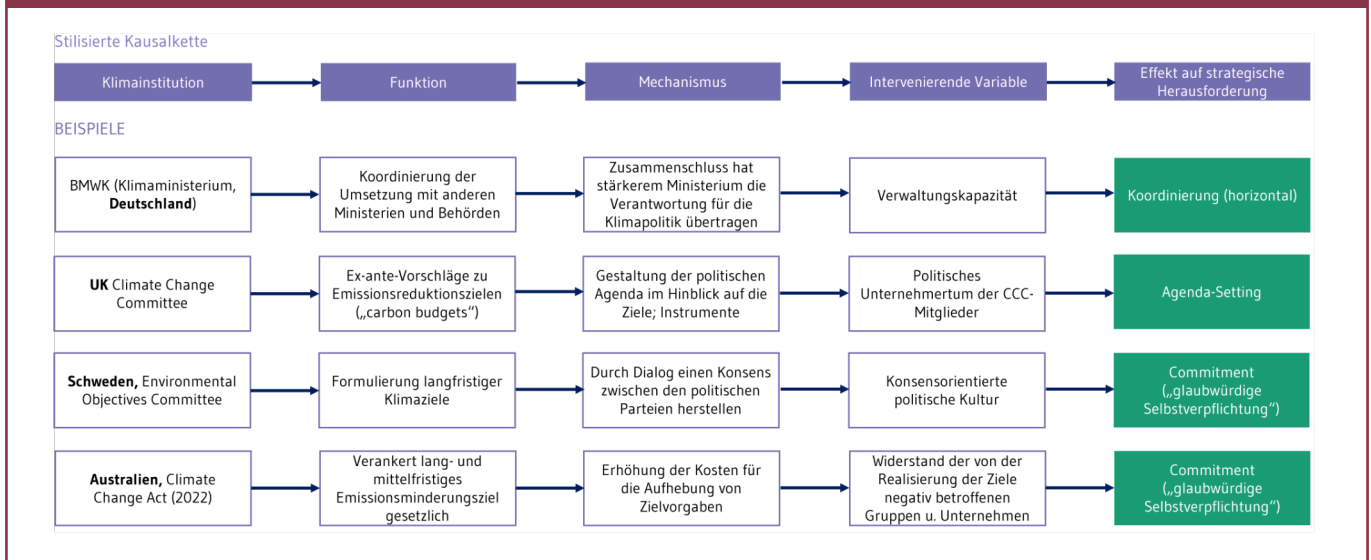 Stilisierte Kausalkette
Klimainstitution
Funktion
Mechanismus
Intervenierende Variable
Effekt auf strategische
Herausforderung
BEISPIELE
BMWK (Klimaministerium,
Deutschland)
Koordinierung der
Umsetzung mit anderen
Ministerien und Behörden
Zusammenschluss hat
stärkerem Ministerium die
Verantwortung für die
Klimapolitik übertragen
Verwaltungskapazität
Koordinierung (horizontal)
UK Climate Change
Committee
Ex-ante-Vorschläge zu
Emissionsreduktionszielen
(„carbon budgets“)
Gestaltung der politischen
Agenda im Hinblick auf die
Ziele; Instrumente
Politisches
Unternehmertum der CCC-
Mitglieder
Agenda-Setting
Schweden, Environmental
Objectives Committee
Formulierung langfristiger
Klimaziele
Durch Dialog einen Konsens
zwischen den politischen
Parteien herstellen
Konsensorientierte
politische Kultur
Commitment
(„glaubwürdige
Selbstverpflichtung“)
Australien, Climate
Change Act (2022)
Verankert lang- und
mittelfristiges
Emissionsminderungsziel
gesetzlich
Erhöhung der Kosten für
die Aufhebung von
Zielvorgaben
Widerstand der von der
Realisierung der Ziele
negativ betroffenen
Gruppen u. Unternehmen
Commitment
(„glaubwürdige
Selbstverpflichtung“)